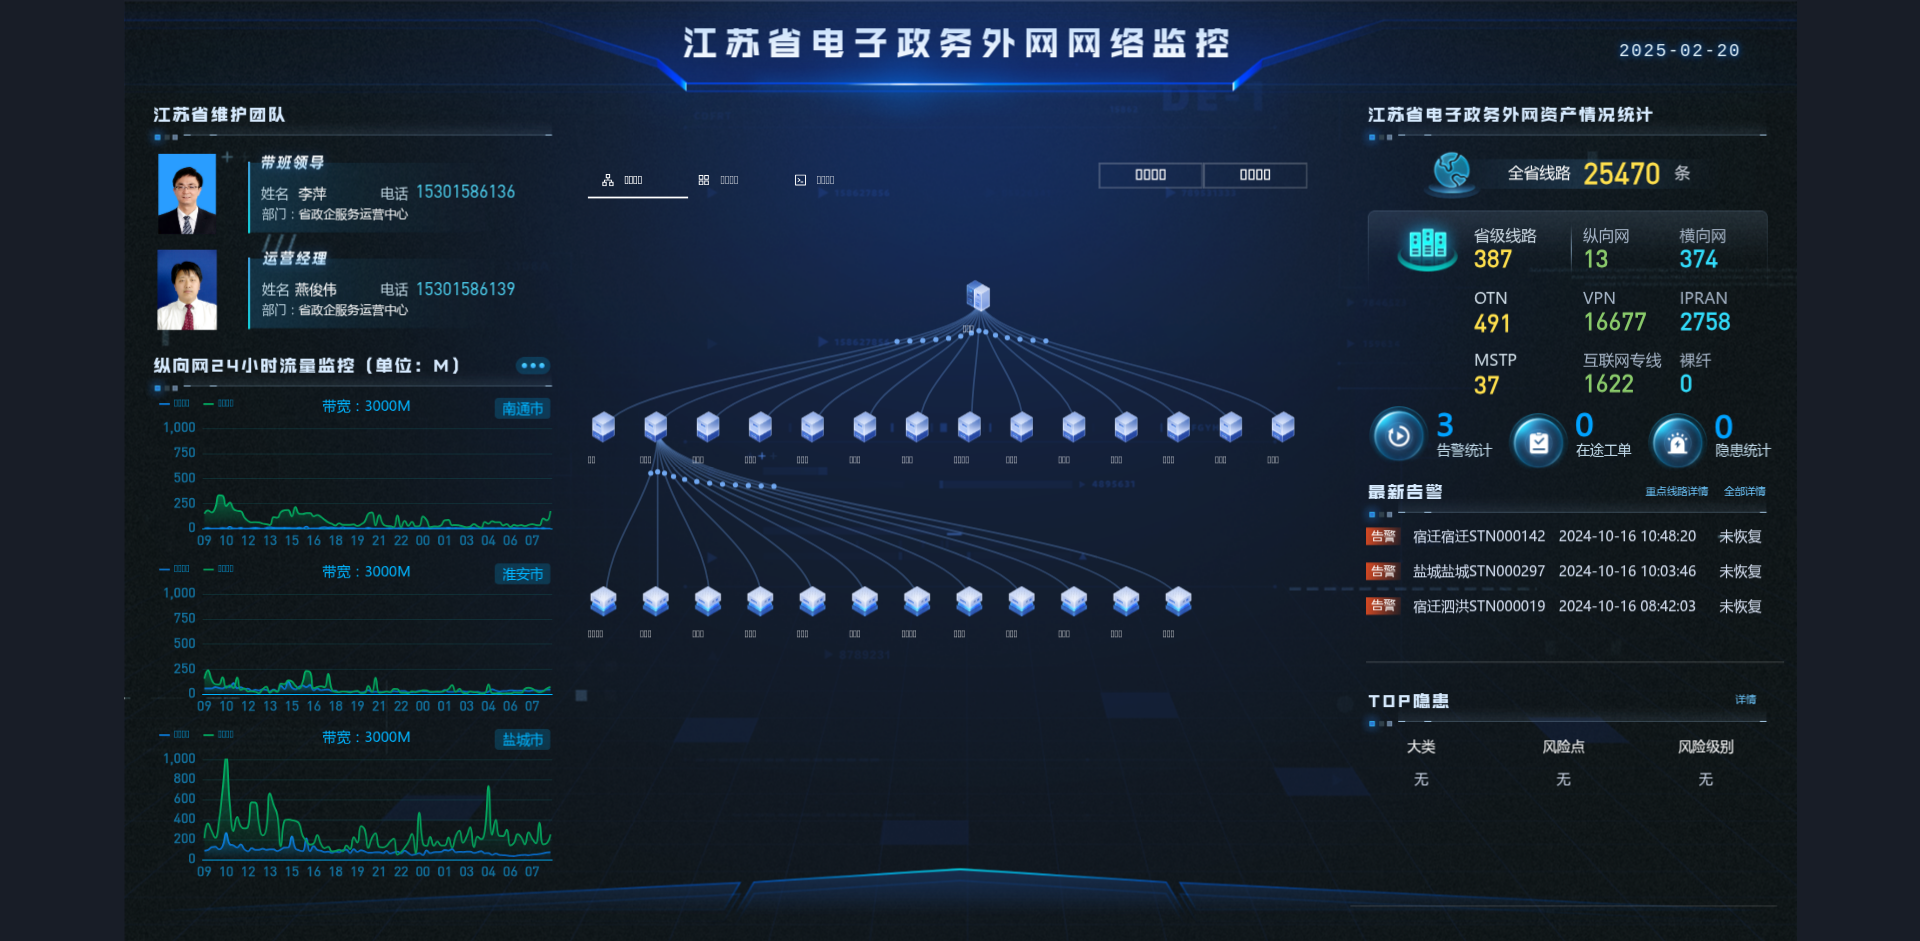 江苏省电子政务外网网络监控
2025-02-20
江苏省维护团队
带班领导
姓名 李萍 电话 15301586136
部门：省政企服务运营中心
运营经理
姓名 燕俊伟 电话 15301586139
部门：省政企服务运营中心
纵向网24小时流量监控（单位：M）
带宽：3000M
南通市
1,000
750
500
250
0
09 10 12 13 15 16 18 19 21 22 00 01 03 04 06 07
带宽：3000M
淮安市
1,000
750
500
250
0
09 10 12 13 15 16 18 19 21 22 00 01 03 04 06 07
带宽：3000M
盐城市
1,000
800
600
400
200
0
09 10 12 13 15 16 18 19 21 22 00 01 03 04 06 07
江苏省电子政务外网资产情况统计
全省线路 25470 条
省级线路 纵向网 横向网
387 13 374
OTN VPN IPRAN
491 16677 2758
MSTP 互联网专线 裸纤
37 1622 0
3 告警统计
0 在途工单
0 隐患统计
最新告警
重点线路详情 全部详情
告警 宿迁宿迁STN000142 2024-10-16 10:48:20 未恢复
告警 盐城盐城STN000297 2024-10-16 10:03:46 未恢复
告警 宿迁泗洪STN000019 2024-10-16 08:42:03 未恢复
TOP隐患
详情
大类 风险点 风险级别
无 无 无